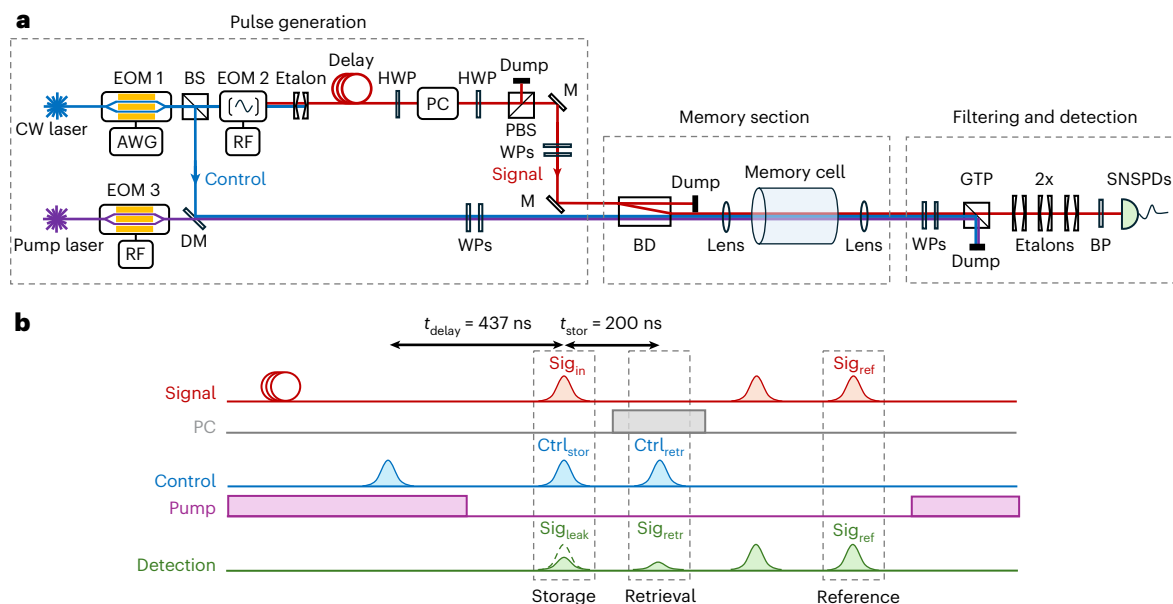 a
Pulse generation
Delay
EOM 1
BS
EOM 2
Etalon
HWP
HWP
Dump
M
CW laser
AWG
RF
PC
PBS
WPs
Memory section
Filtering and detection
Control
Signal
Dump
Memory cell
GTP
2x
SNSPDs
EOM 3
M
Pump laser
RF
DM
WPs
BD
Lens
Lens
WPs
Dump
Etalons
BP
b
t_delay = 437 ns
t_stor = 200 ns
Signal
Sig_in
Sig_ref
PC
Control
Ctrl_stor
Ctrl_retr
Pump
Detection
Sig_leak
Sig_retr
Sig_ref
Storage
Retrieval
Reference